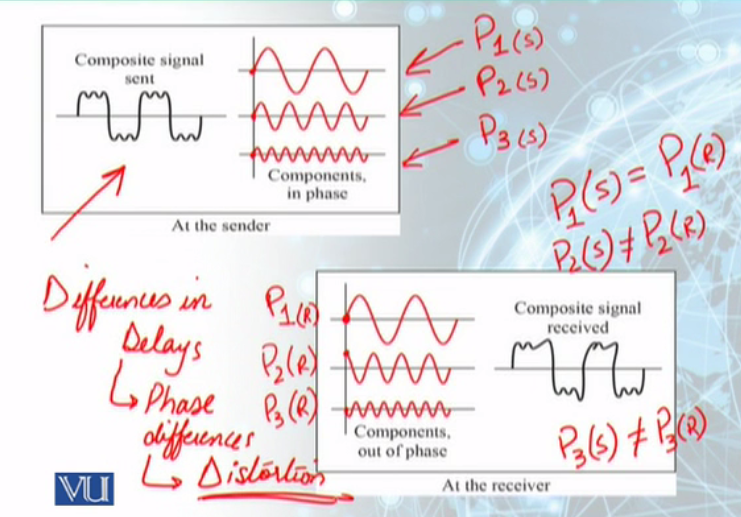 Composite signal
sent
Components,
in phase
At the sender
P1(S)
P2(S)
P3(S)
P1(S) = P1(R)
P2(S) ≠ P2(R)
Differences in
Delays
↳ Phase
differences
↳ Distortion
P1(R)
P2(R)
P3(R)
Components,
out of phase
Composite signal
received
P3(S) ≠ P3(R)
At the receiver
VU